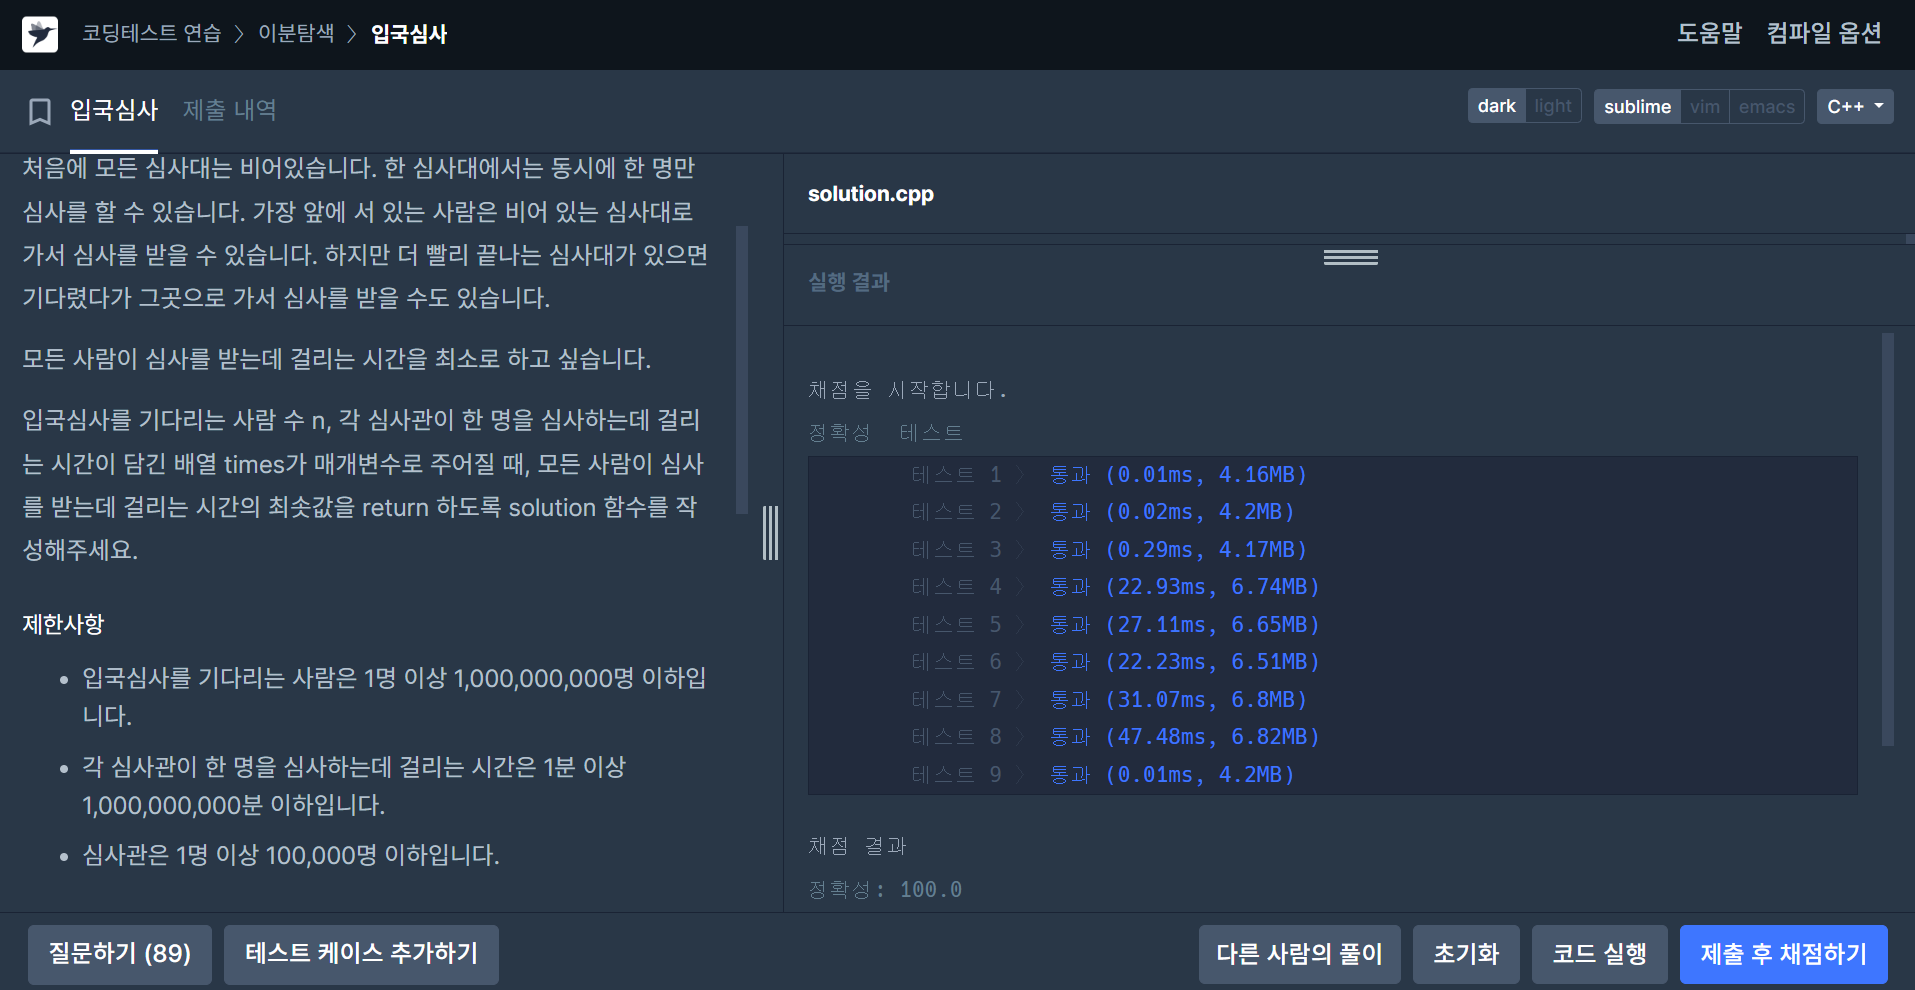 코딩테스트 연습 > 이분탐색 > 입국심사
도움말 컴파일 옵션
입국심사 제출 내역
dark light sublime vim emacs C++
처음에 모든 심사대는 비어있습니다. 한 심사대에서는 동시에 한 명만
심사를 할 수 있습니다. 가장 앞에 서 있는 사람은 비어 있는 심사대로
가서 심사를 받을 수 있습니다. 하지만 더 빨리 끝나는 심사대가 있으면
기다렸다가 그곳으로 가서 심사를 받을 수도 있습니다.
모든 사람이 심사를 받는데 걸리는 시간을 최소로 하고 싶습니다.
입국심사를 기다리는 사람 수 n, 각 심사관이 한 명을 심사하는데 걸리
는 시간이 담긴 배열 times가 매개변수로 주어질 때, 모든 사람이 심사
를 받는데 걸리는 시간의 최솟값을 return 하도록 solution 함수를 작
성해주세요.
제한사항
• 입국심사를 기다리는 사람은 1명 이상 1,000,000,000명 이하입
니다.
• 각 심사관이 한 명을 심사하는데 걸리는 시간은 1분 이상
1,000,000,000분 이하입니다.
• 심사관은 1명 이상 100,000명 이하입니다.
solution.cpp
실행 결과
채점을 시작합니다.
정확성 테스트
테스트 1 > 통과 (0.01ms, 4.16MB)
테스트 2 > 통과 (0.02ms, 4.2MB)
테스트 3 > 통과 (0.29ms, 4.17MB)
테스트 4 > 통과 (22.93ms, 6.74MB)
테스트 5 > 통과 (27.11ms, 6.65MB)
테스트 6 > 통과 (22.23ms, 6.51MB)
테스트 7 > 통과 (31.07ms, 6.8MB)
테스트 8 > 통과 (47.48ms, 6.82MB)
테스트 9 > 통과 (0.01ms, 4.2MB)
채점 결과
정확성: 100.0
질문하기 (89) 테스트 케이스 추가하기 다른 사람의 풀이 초기화 코드 실행 제출 후 채점하기